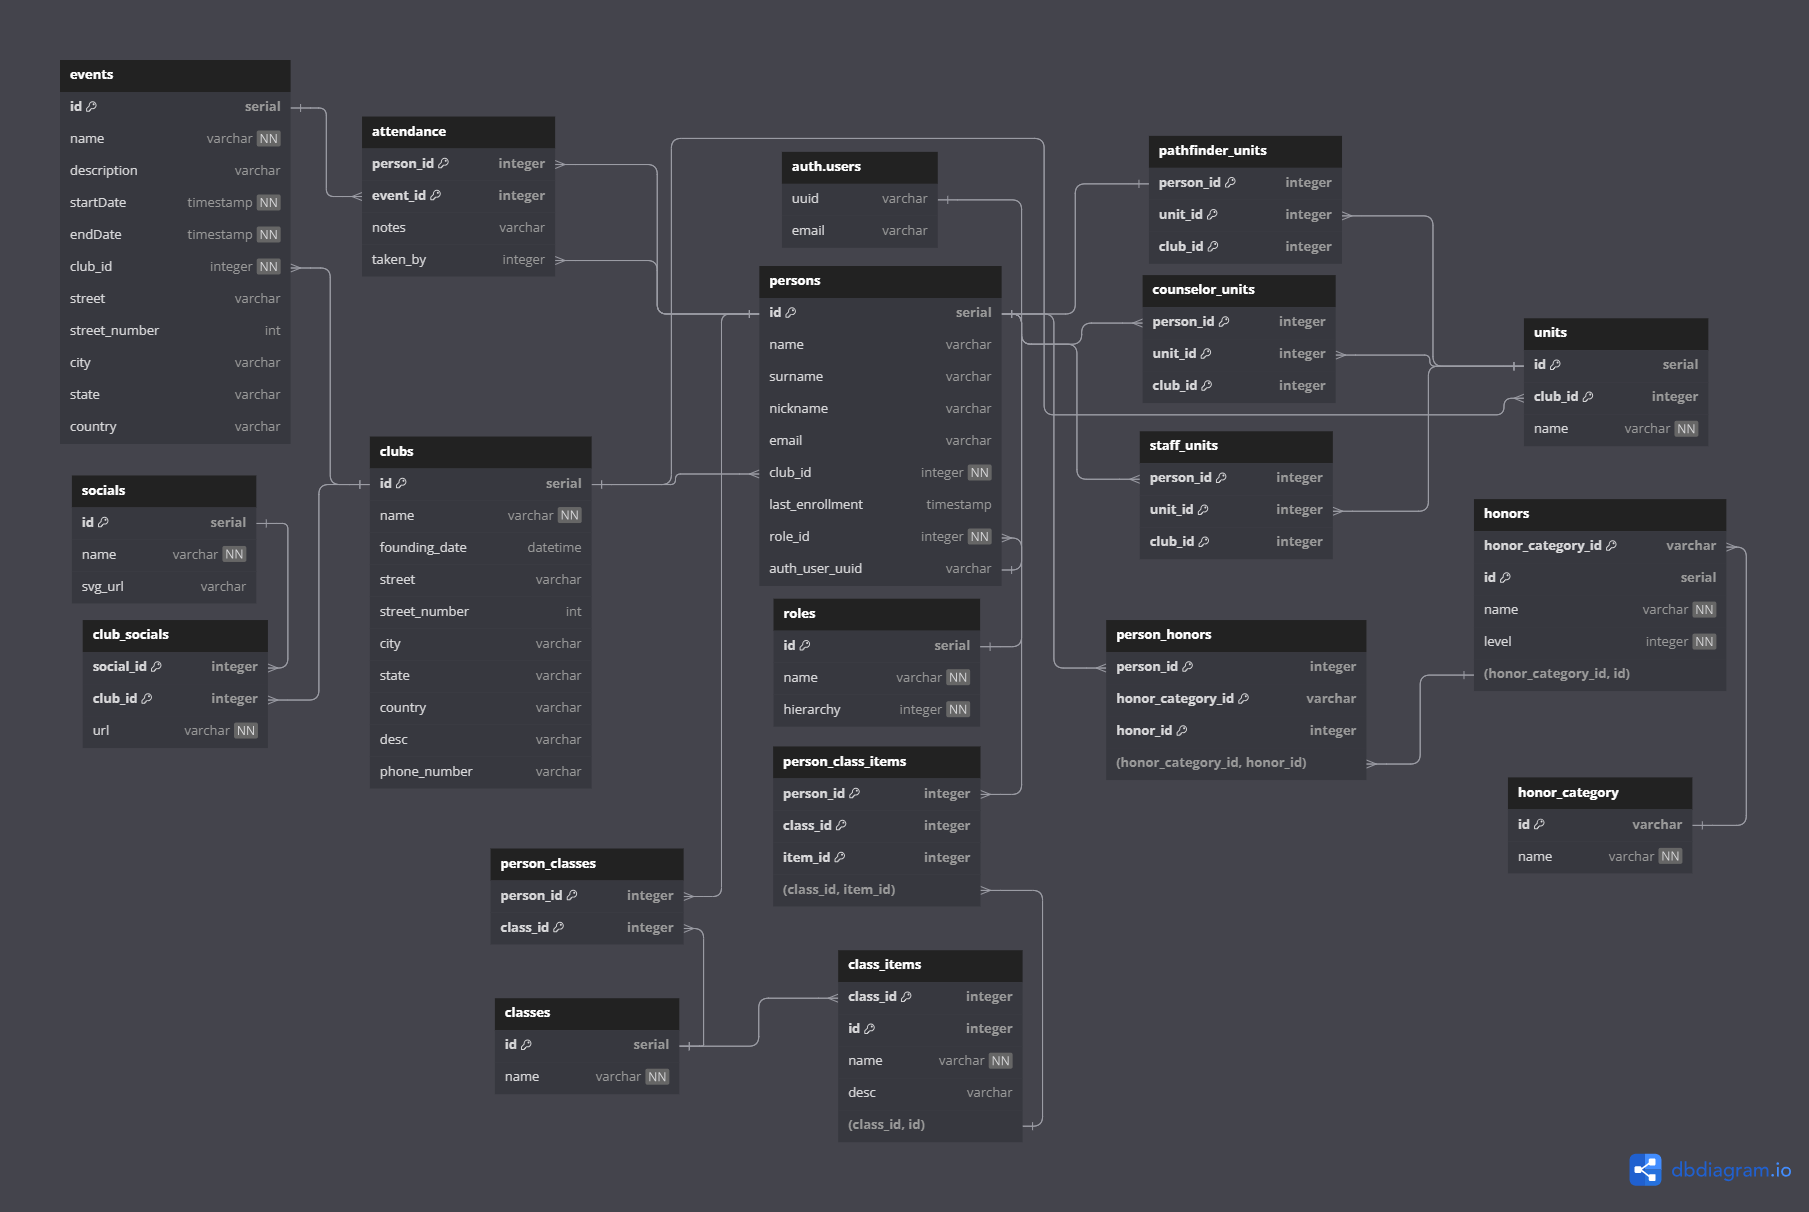 events
id serial
name varchar NN
description varchar
startDate timestamp NN
endDate timestamp NN
club_id integer NN
street varchar
street_number int
city varchar
state varchar
country varchar
attendance
person_id integer
event_id integer
notes varchar
taken_by integer
auth.users
uuid varchar
email varchar
persons
id serial
name varchar
surname varchar
nickname varchar
email varchar
club_id integer NN
last_enrollment timestamp
role_id integer NN
auth_user_uuid varchar
pathfinder_units
person_id integer
unit_id integer
club_id integer
counselor_units
person_id integer
unit_id integer
club_id integer
staff_units
person_id integer
unit_id integer
club_id integer
units
id serial
club_id integer
name varchar NN
socials
id serial
name varchar NN
svg_url varchar
club_socials
social_id integer
club_id integer
url varchar NN
clubs
id serial
name varchar NN
founding_date datetime
street varchar
street_number int
city varchar
state varchar
country varchar
desc varchar
phone_number varchar
roles
id serial
name varchar NN
hierarchy integer NN
person_class_items
person_id integer
class_id integer
item_id integer
(class_id, item_id)
person_honors
person_id integer
honor_category_id varchar
honor_id integer
(honor_category_id, honor_id)
honors
honor_category_id varchar
id serial
name varchar NN
level integer NN
(honor_category_id, id)
honor_category
id varchar
name varchar NN
person_classes
person_id integer
class_id integer
classes
id serial
name varchar NN
class_items
class_id integer
id integer
name varchar NN
desc varchar
(class_id, id)
dbdiagram.io